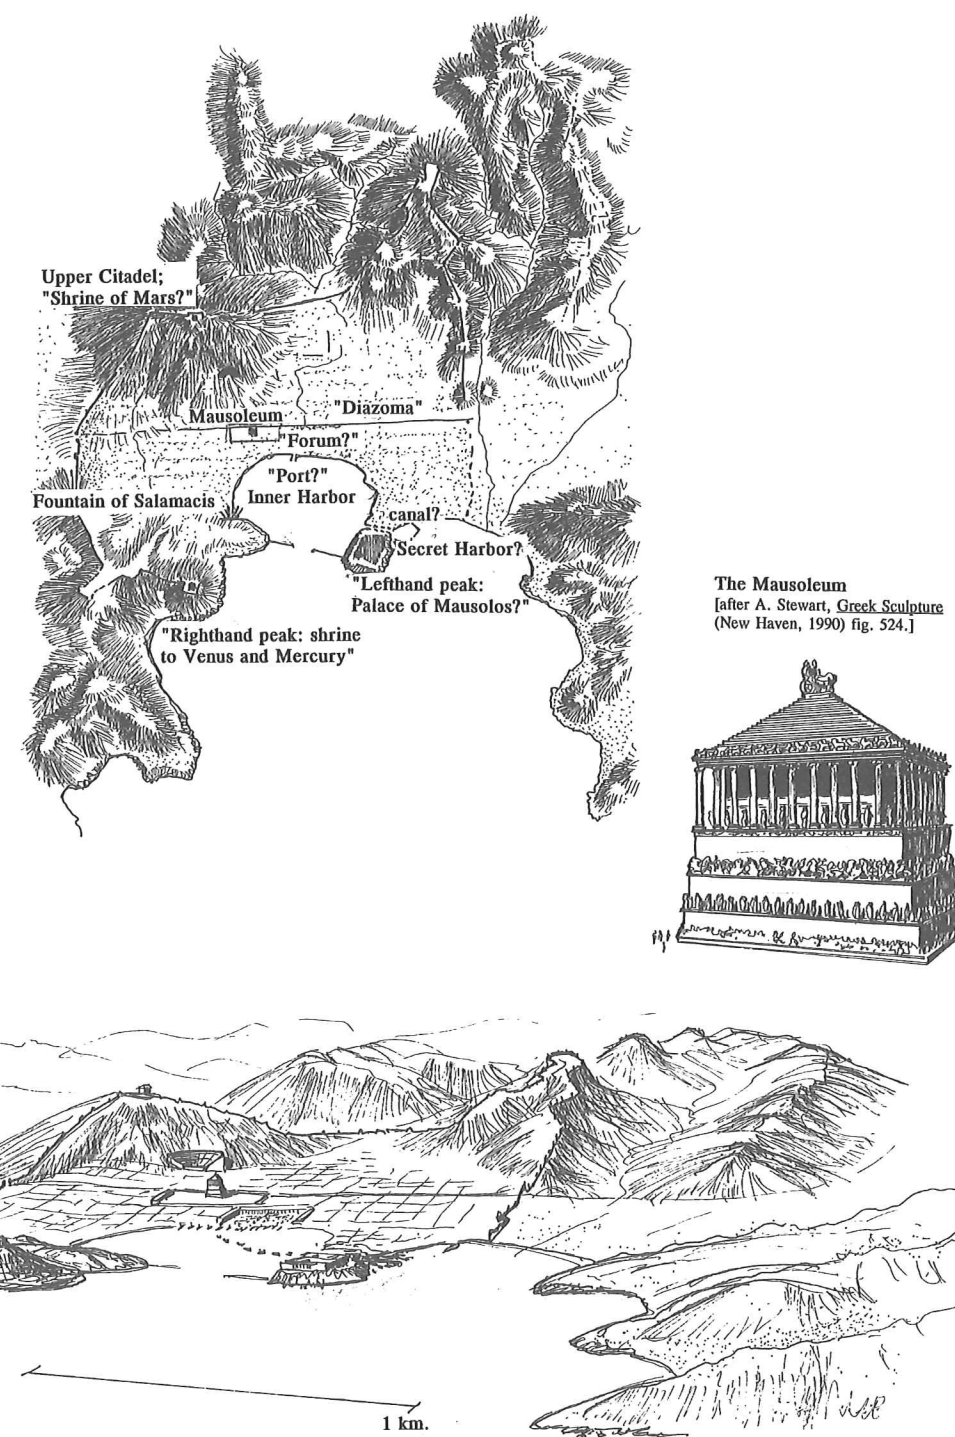 Upper Citadel;
"Shrine of Mars?"
Mausoleum
"Diazoma"
"Forum?"
"Port?"
Inner Harbor
Fountain of Salamacis
canal?
Secret Harbor?
"Lefthand peak:
Palace of Mausolos?"
"Righthand peak: shrine
to Venus and Mercury"
The Mausoleum
[after A. Stewart, Greek Sculpture
(New Haven, 1990) fig. 524.]
1 km.